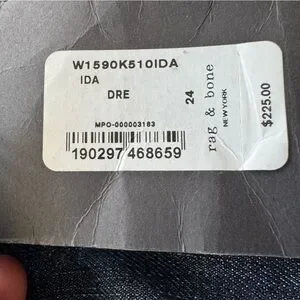 W1590K510IDA
IDA
DRE
24
MPO-000003183
190297 468659
rag & bone
NEW YORK
$225.00